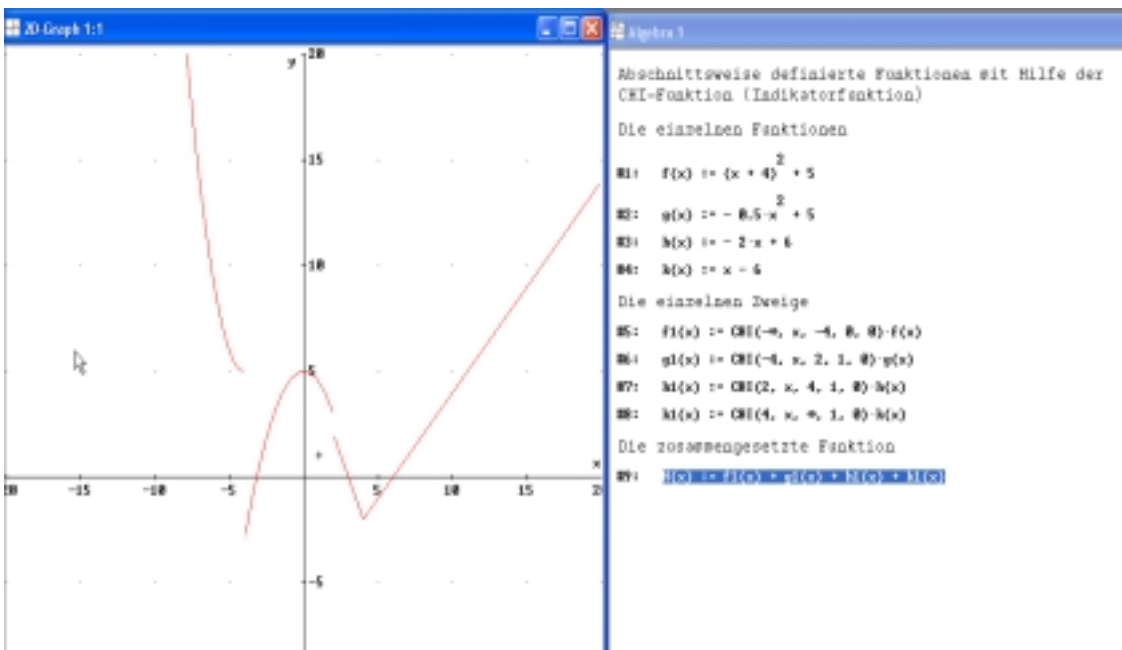 2D-Graph 1:1
y
20
15
10
5
-5
x
-15
-10
-5
5
10
15
Algebra 1
Abschnittsweise definierte Funktionen mit Hilfe der
CHI-Funktion (Indikatorfunktion)
Die einzelnen Funktionen
#1: f(x) := (x + 4)² + 5
#2: g(x) := - 0.5·x² + 5
#3: h(x) := - 2·x + 6
#4: k(x) := x - 6
Die einzelnen Zweige
#5: f1(x) := CHI(-∞, x, -4, 0, 0)·f(x)
#6: g1(x) := CHI(-4, x, 2, 1, 0)·g(x)
#7: h1(x) := CHI(2, x, 4, 1, 0)·h(x)
#8: k1(x) := CHI(4, x, ∞, 1, 0)·k(x)
Die zusammengesetzte Funktion
#9: := f1(x) + g1(x) + h1(x) + k1(x)